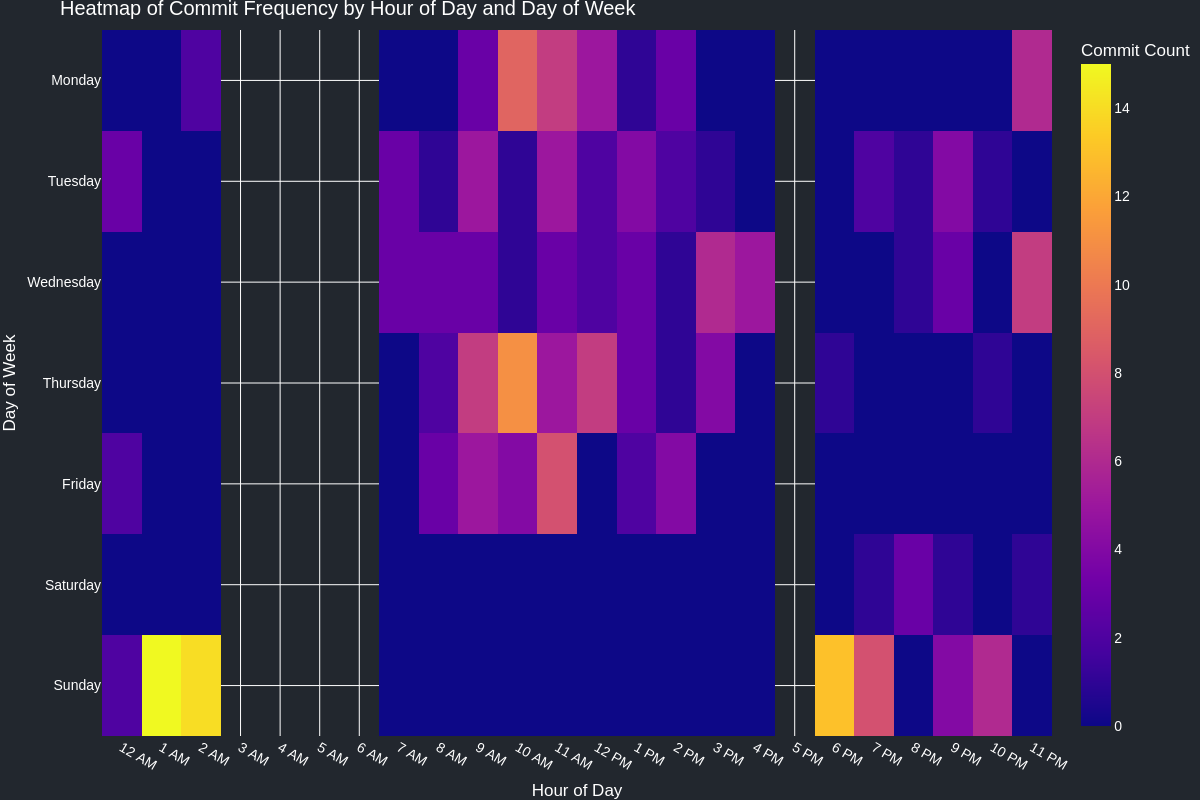 Heatmap of Commit Frequency by Hour of Day and Day of Week
Commit Count
14
12
10
8
6
4
2
0
Day of Week
Monday
Tuesday
Wednesday
Thursday
Friday
Saturday
Sunday
12 AM 1 AM 2 AM 3 AM 4 AM 5 AM 6 AM 7 AM 8 AM 9 AM 10 AM 11 AM 12 PM 1 PM 2 PM 3 PM 4 PM 5 PM 6 PM 7 PM 8 PM 9 PM 10 PM 11 PM
Hour of Day